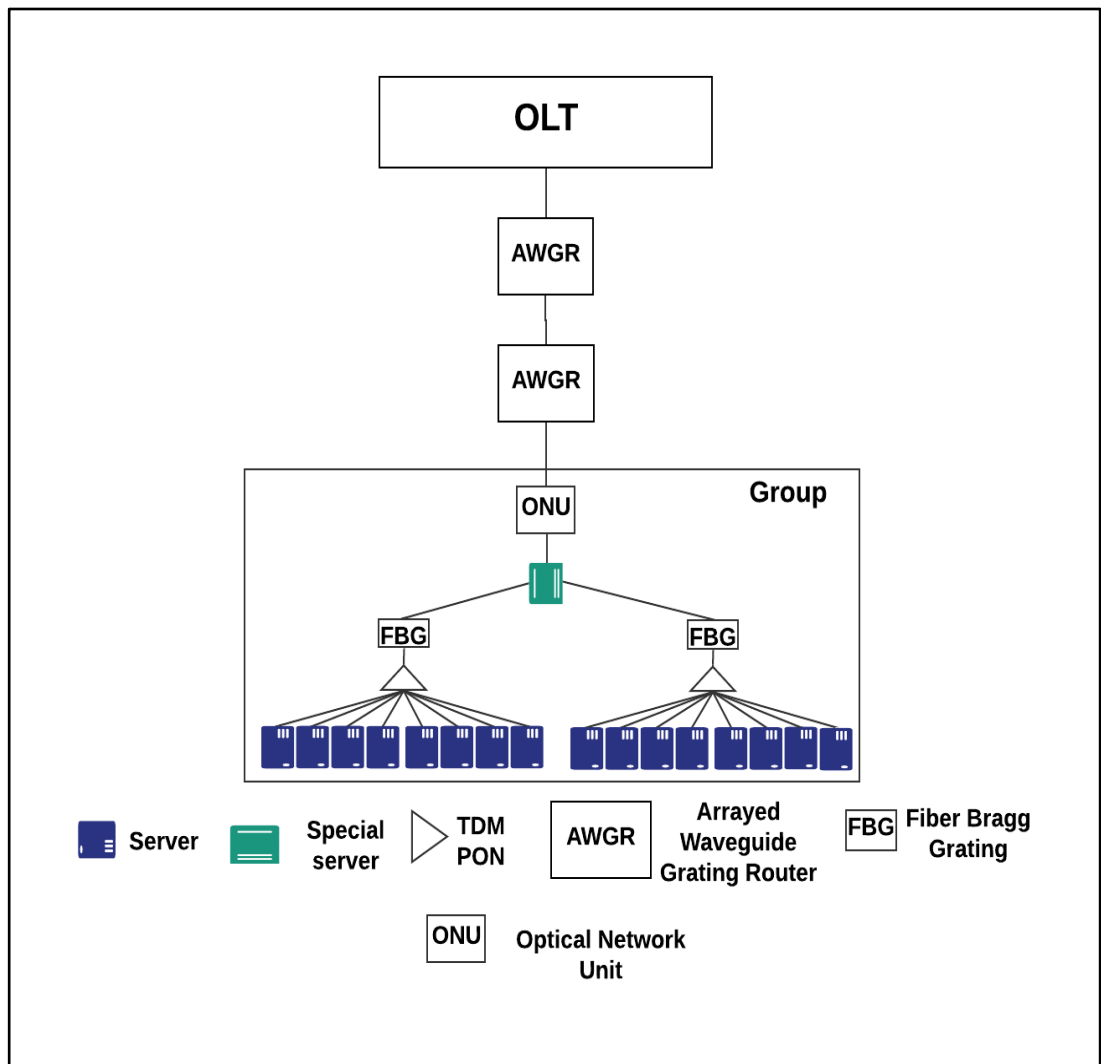 OLT
AWGR
AWGR
Group
ONU
FBG
FBG
Server
Special
server
TDM
PON
AWGR
Arrayed
Waveguide
Grating Router
FBG
Fiber Bragg
Grating
ONU
Optical Network
Unit